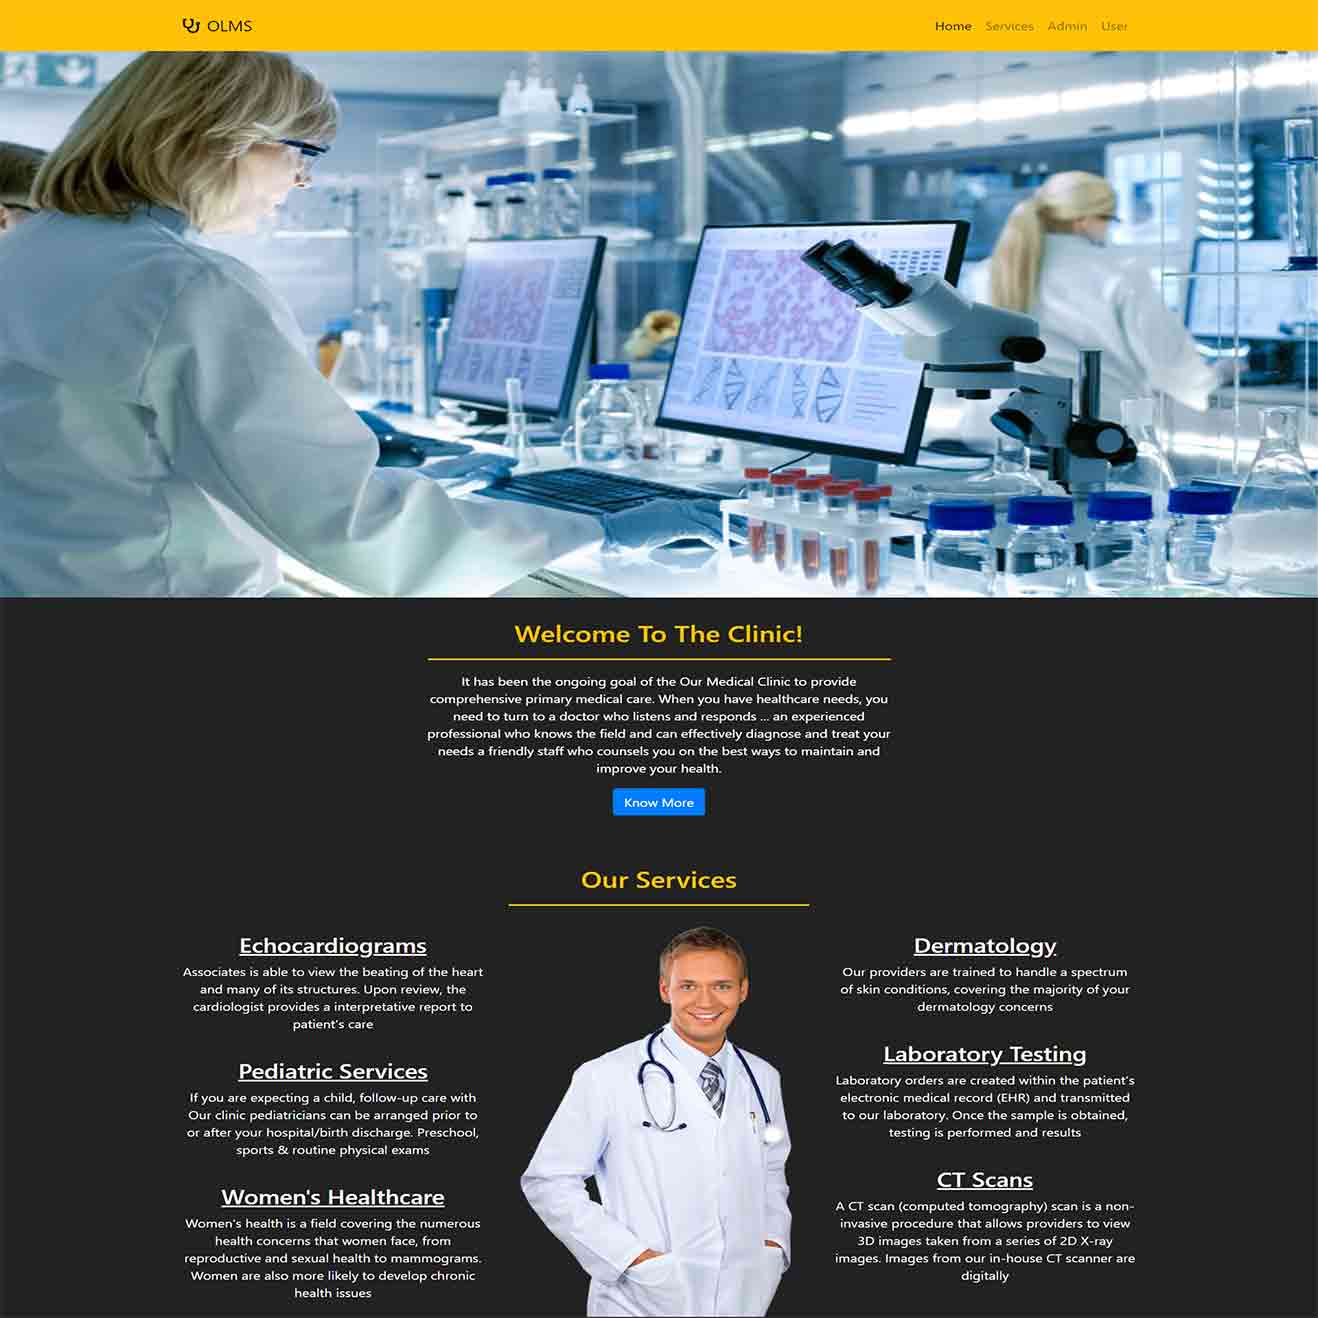 OLMS
Home Services Admin User
Welcome To The Clinic!
It has been the ongoing goal of the Our Medical Clinic to provide
comprehensive primary medical care. When you have healthcare needs, you
need to turn to a doctor who listens and responds ... an experienced
professional who knows the field and can effectively diagnose and treat your
needs a friendly staff who counsels you on the best ways to maintain and
improve your health.
Know More
Our Services
Echocardiograms
Associates is able to view the beating of the heart
and many of its structures. Upon review, the
cardiologist provides a interpretative report to
patient's care
Pediatric Services
If you are expecting a child, follow-up care with
Our clinic pediatricians can be arranged prior to
or after your hospital/birth discharge. Preschool,
sports & routine physical exams
Women's Healthcare
Women's health is a field covering the numerous
health concerns that women face, from
reproductive and sexual health to mammograms.
Women are also more likely to develop chronic
health issues
Dermatology
Our providers are trained to handle a spectrum
of skin conditions, covering the majority of your
dermatology concerns
Laboratory Testing
Laboratory orders are created within the patient's
electronic medical record (EHR) and transmitted
to our laboratory. Once the sample is obtained,
testing is performed and results
CT Scans
A CT scan (computed tomography) scan is a non-
invasive procedure that allows providers to view
3D images taken from a series of 2D X-ray
images. Images from our in-house CT scanner are
digitally